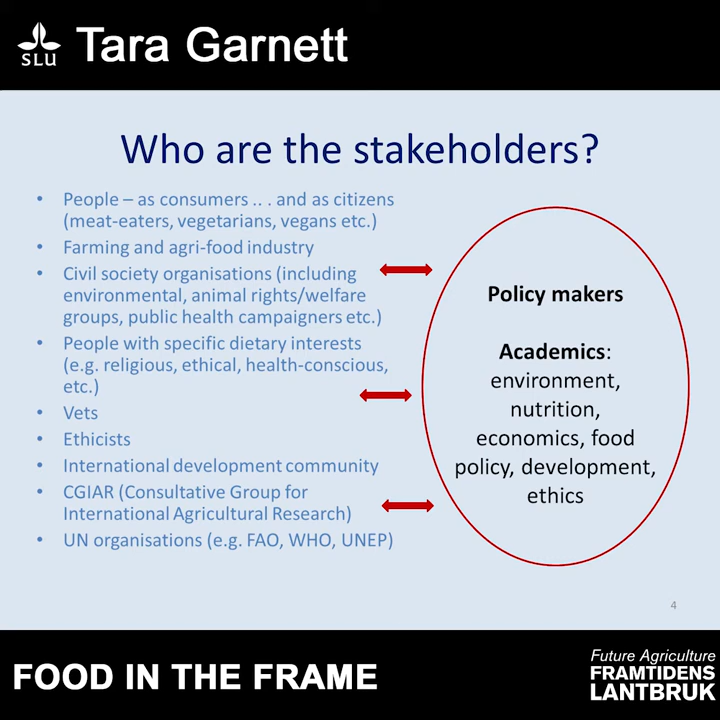 SLU
Tara Garnett
Who are the stakeholders?
• People – as consumers .. . and as citizens
(meat-eaters, vegetarians, vegans etc.)
• Farming and agri-food industry
• Civil society organisations (including
environmental, animal rights/welfare
groups, public health campaigners etc.)
• People with specific dietary interests
(e.g. religious, ethical, health-conscious,
etc.)
• Vets
• Ethicists
• International development community
• CGIAR (Consultative Group for
International Agricultural Research)
• UN organisations (e.g. FAO, WHO, UNEP)
Policy makers
Academics:
environment,
nutrition,
economics, food
policy, development,
ethics
4
FOOD IN THE FRAME
Future Agriculture
FRAMTIDENS
LANTBRUK